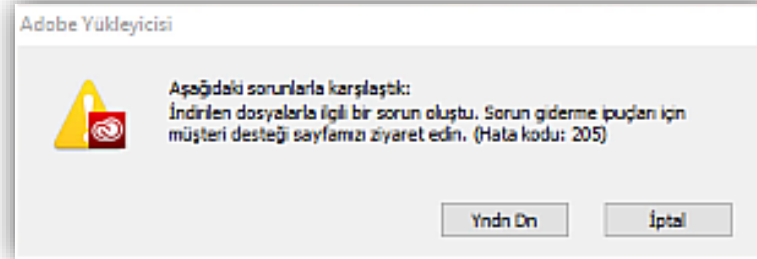 Adobe Yükleyicisi
Aşağıdaki sorunlarla karşılaştık:
İndirilen dosyalarla ilgili bir sorun oluştu. Sorun giderme ipuçları için
müşteri desteği sayfamızı ziyaret edin. (Hata kodu: 205)
Yndn Dn
İptal